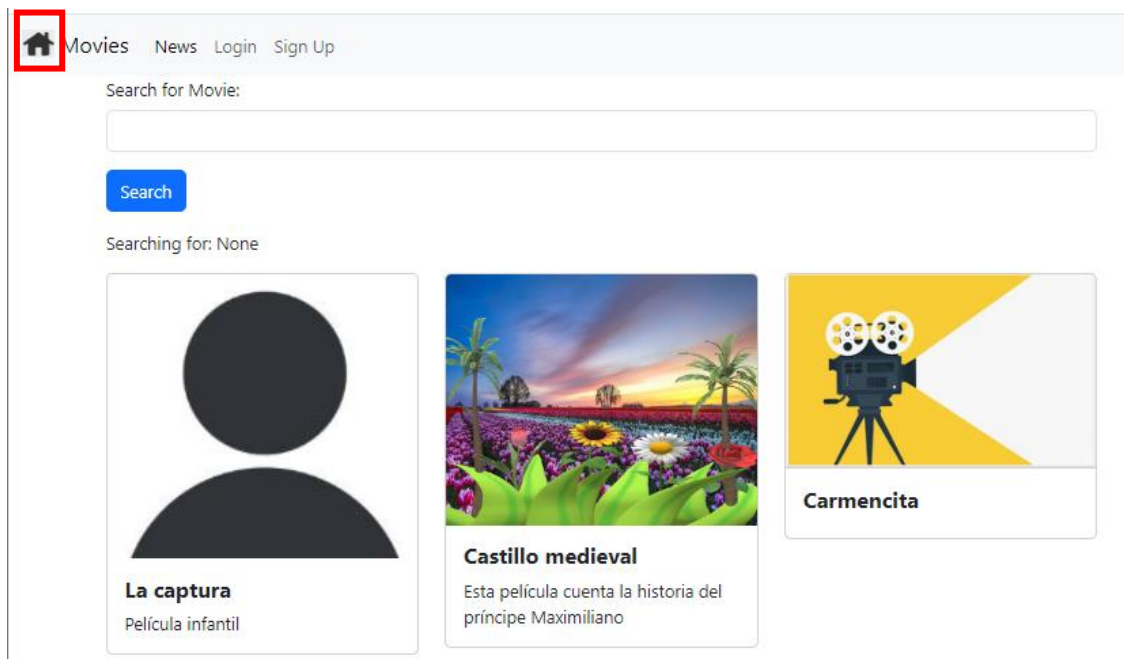 Movies News Login Sign Up
Search for Movie:
Search
Searching for: None
La captura
Película infantil
Castillo medieval
Esta película cuenta la historia del
príncipe Maximiliano
Carmencita